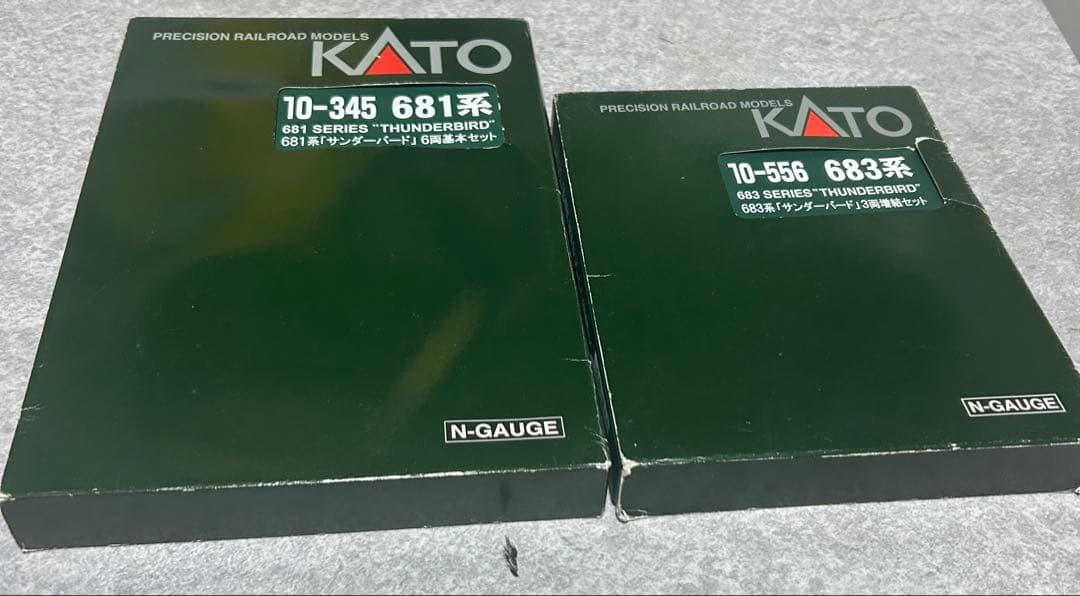 PRECISION RAILROAD MODELS
KATO
10-345 681系
681 SERIES "THUNDERBIRD"
681系「サンダーバード」6両基本セット
N-GAUGE
PRECISION RAILROAD MODELS
KATO
10-556 683系
683 SERIES "THUNDERBIRD"
683系「サンダーバード」3両増結セット
N-GAUGE